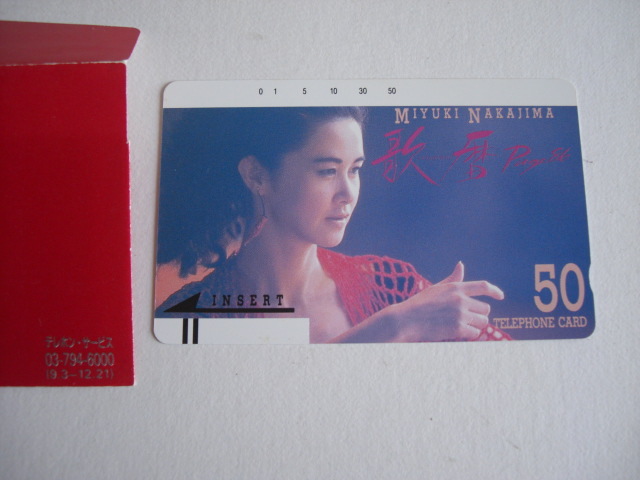 0 1 5 10 30 50
MIYUKI NAKAJIMA
歌暦 Page 86
INSERT
50
TELEPHONE CARD
テレホン・サービス
03-794-6000
(9.3-12.21)